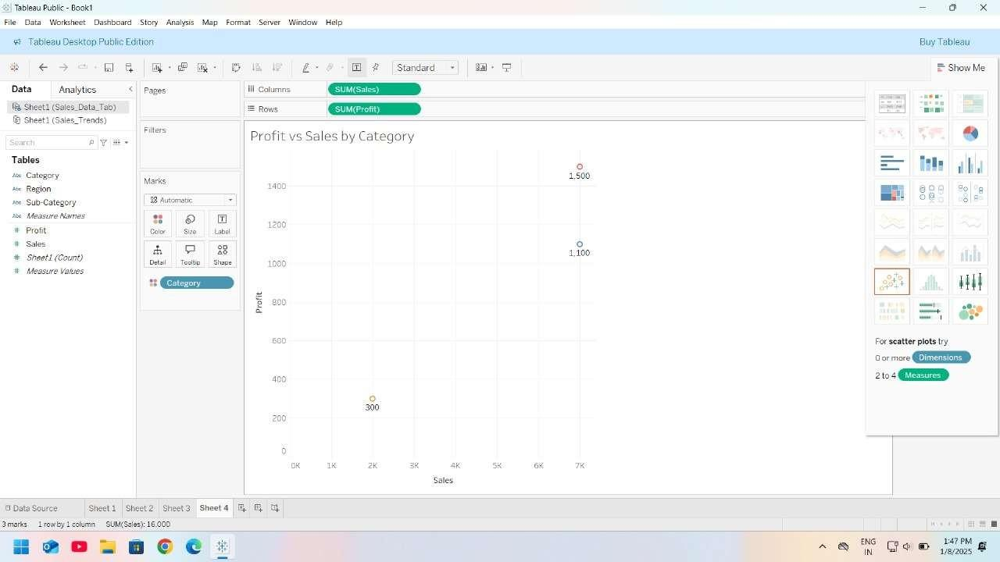 Tableau Public - Book1
File Data Worksheet Dashboard Story Analysis Map Format Server Window Help
Tableau Desktop Public Edition Buy Tableau
Standard Show Me
Data Analytics
Sheet1 (Sales_Data_Tab)
Sheet1 (Sales_Trends)
Search
Tables
Abc Category
Abc Region
Abc Sub-Category
Abc Measure Names
# Profit
# Sales
# Sheet1 (Count)
# Measure Values
Pages
Filters
Marks
Automatic
Color Size Label
Detail Tooltip Shape
Category
Columns SUM(Sales)
Rows SUM(Profit)
Profit vs Sales by Category
1,500
1400
1200
1,100
1000
800
Profit
600
400
300
200
0
0K 1K 2K 3K 4K 5K 6K 7K
Sales
For scatter plots try
0 or more Dimensions
2 to 4 Measures
Data Source Sheet 1 Sheet 2 Sheet 3 Sheet 4
3 marks 1 row by 1 column SUM(Sales): 16,000
ENG
IN
1:47 PM
1/8/2025